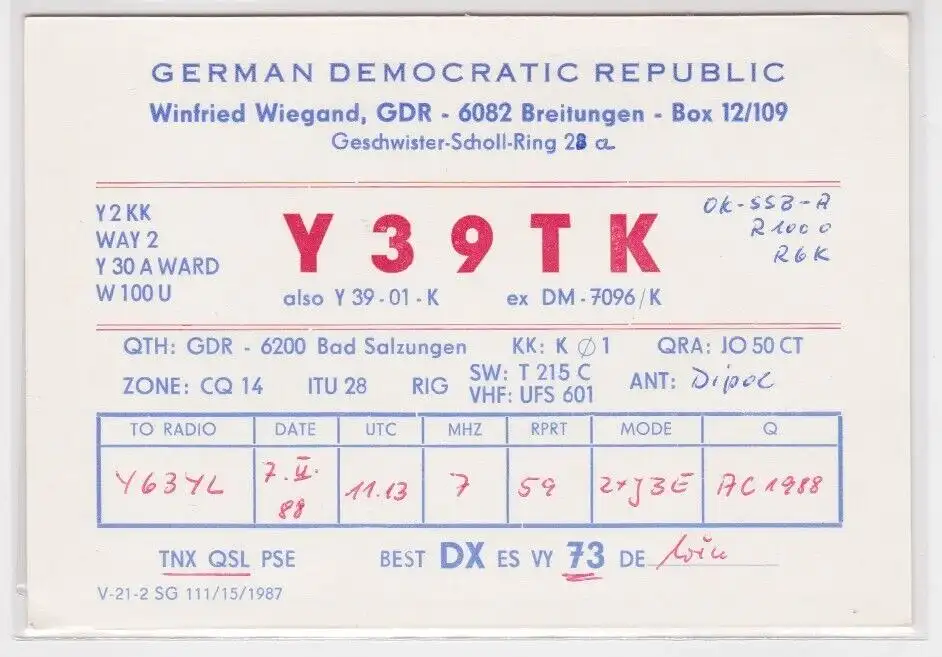 GERMAN DEMOCRATIC REPUBLIC
Winfried Wiegand, GDR - 6082 Breitungen - Box 12/109
Geschwister-Scholl-Ring 28 a
Y2KK
WAY 2
Y 30 AWARD
W 100 U
Y39TK
also Y 39-01-K ex DM-7096/K
OK-SSB-A
R1000
R6K
QTH: GDR - 6200 Bad Salzungen KK: K Ø 1 QRA: JO 50 CT
ZONE: CQ 14 ITU 28 RIG SW: T 215 C VHF: UFS 601 ANT: Dipol
TO RADIO DATE UTC MHZ RPRT MODE Q
Y63YL 7. 88 11.13 7 59 2xJ3E AC 1988
TNX QSL PSE BEST DX ES VY 73 DE
V-21-2 SG 111/15/1987